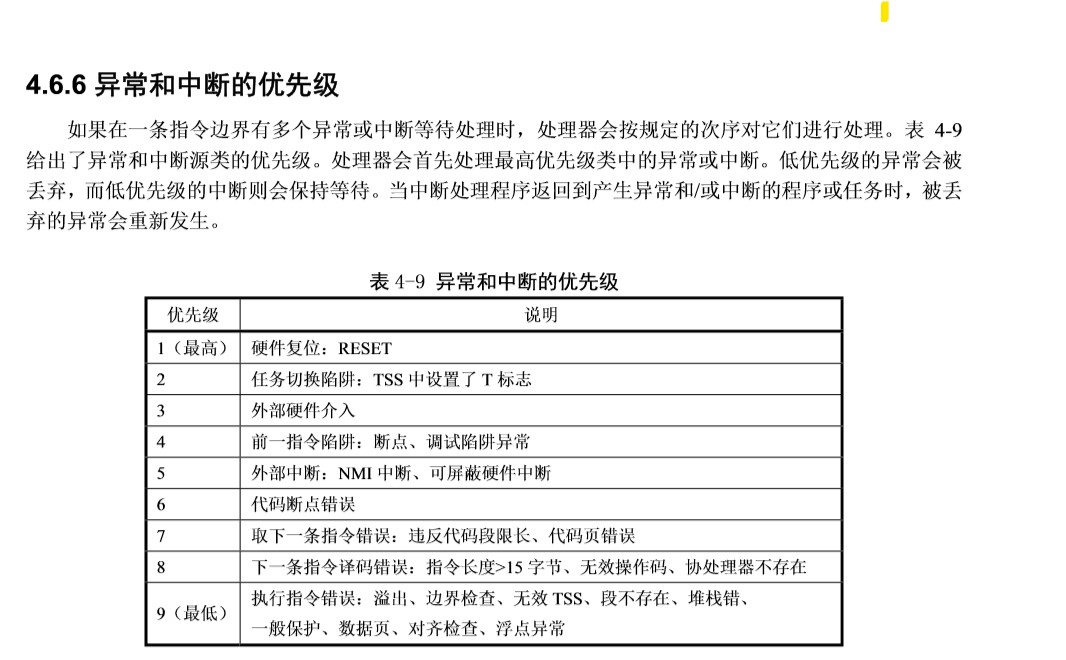 4.6.6 异常和中断的优先级
如果在一条指令边界有多个异常或中断等待处理时，处理器会按规定的次序对它们进行处理。表 4-9
给出了异常和中断源类的优先级。处理器会首先处理最高优先级类中的异常或中断。低优先级的异常会被
丢弃，而低优先级的中断则会保持等待。当中断处理程序返回到产生异常和/或中断的程序或任务时，被丢
弃的异常会重新发生。
表 4-9 异常和中断的优先级
优先级 说明
1（最高） 硬件复位：RESET
2 任务切换陷阱：TSS 中设置了 T 标志
3 外部硬件介入
4 前一指令陷阱：断点、调试陷阱异常
5 外部中断：NMI 中断、可屏蔽硬件中断
6 代码断点错误
7 取下一条指令错误：违反代码段限长、代码页错误
8 下一条指令译码错误：指令长度>15 字节、无效操作码、协处理器不存在
9（最低） 执行指令错误：溢出、边界检查、无效 TSS、段不存在、堆栈错、
一般保护、数据页、对齐检查、浮点异常